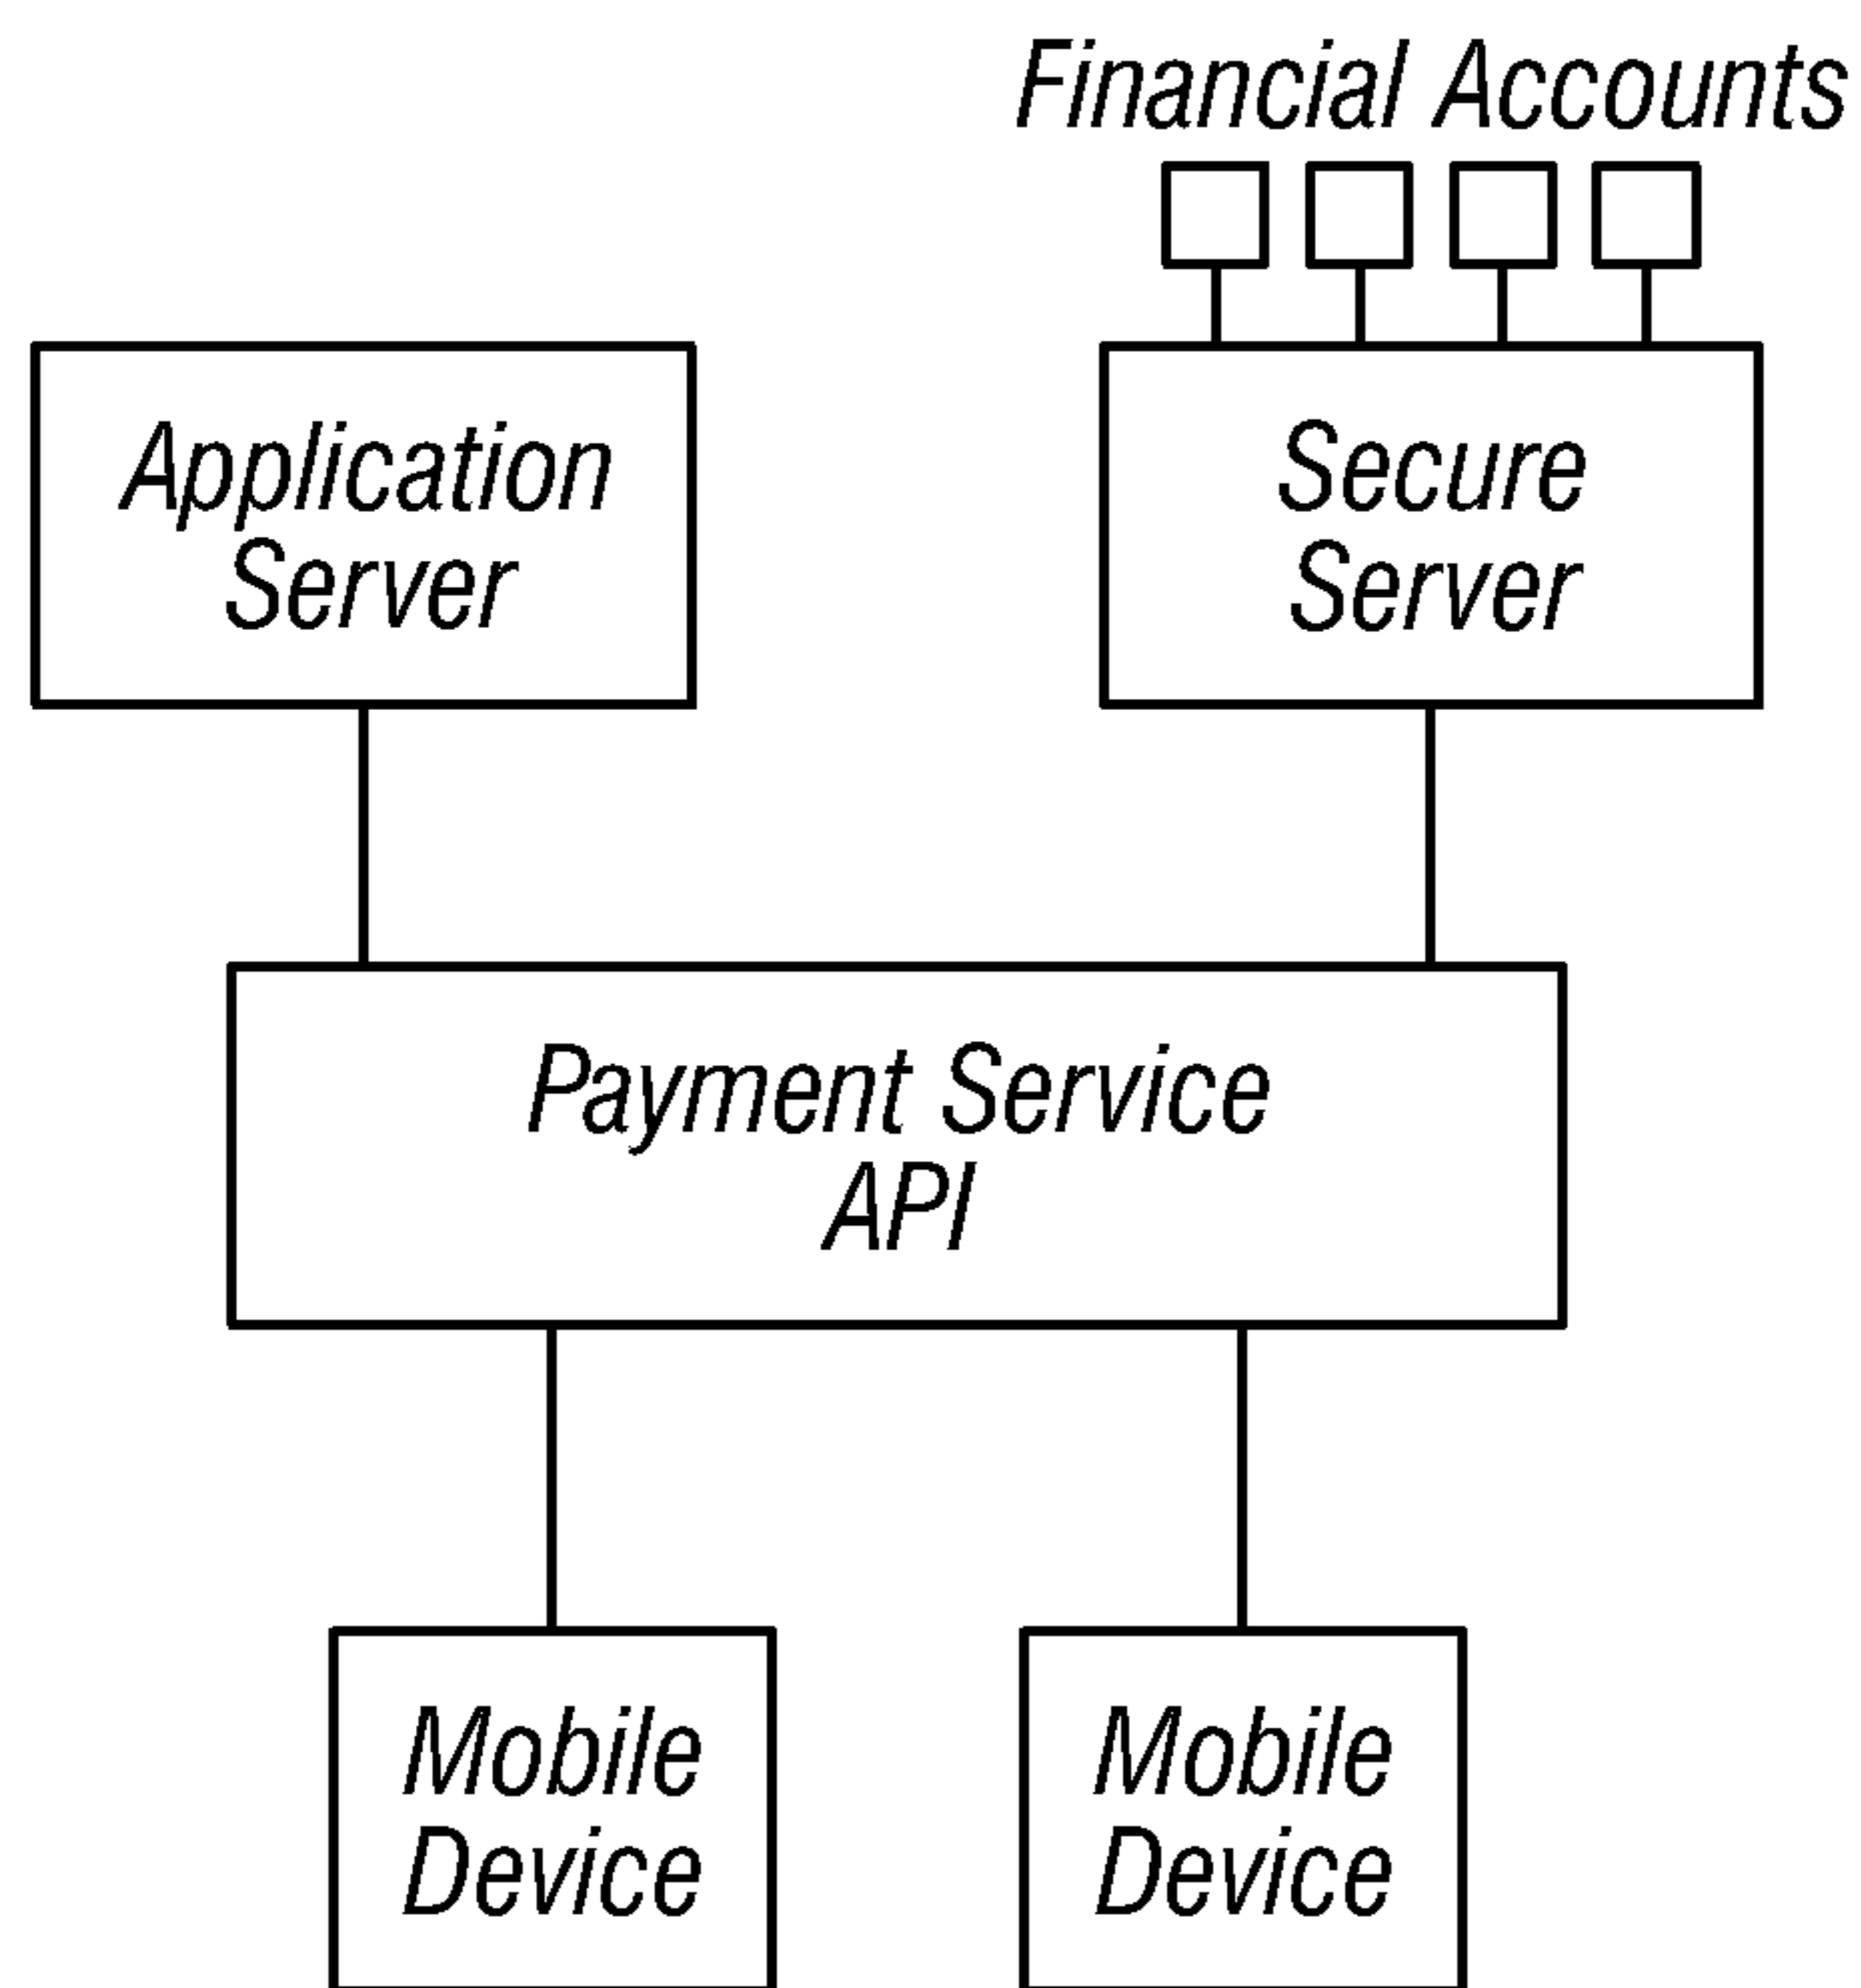 Financial Accounts
Application
Server
Secure
Server
Payment Service
API
Mobile
Device
Mobile
Device